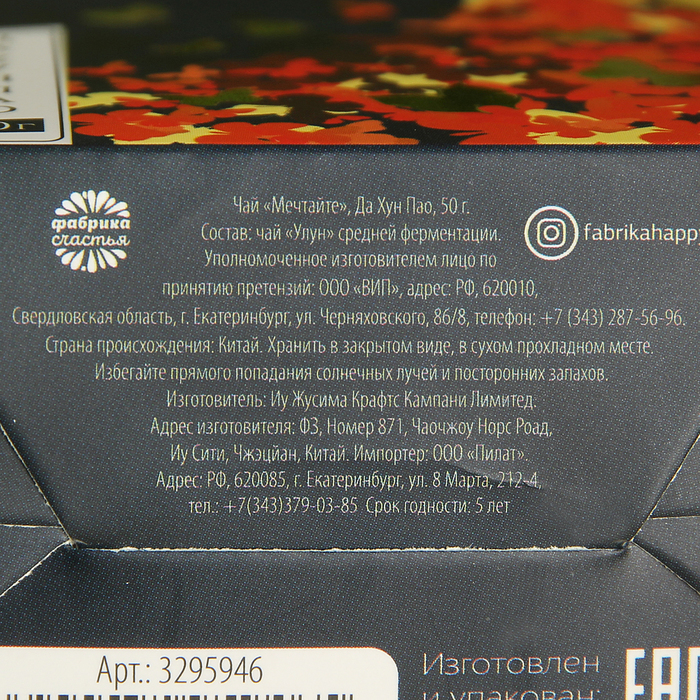 фабрика
счастья
Чай «Мечтайте», Да Хун Пао, 50 г.
Состав: чай «Улун» средней ферментации.
Уполномоченное изготовителем лицо по
принятию претензий: ООО «ВИП», адрес: РФ, 620010,
Свердловская область, г. Екатеринбург, ул. Черняховского, 86/8, телефон: +7 (343) 287-56-96.
Страна происхождения: Китай. Хранить в закрытом виде, в сухом прохладном месте.
Избегайте прямого попадания солнечных лучей и посторонних запахов.
Изготовитель: Иу Жусима Крафтс Кампани Лимитед.
Адрес изготовителя: ФЗ, Номер 871, Чаочжоу Норс Роад,
Иу Сити, Чжэцйан, Китай. Импортер: ООО «Пилат».
Адрес: РФ, 620085, г. Екатеринбург, ул. 8 Марта, 212-4,
тел.: +7(343)379-03-85 Срок годности: 5 лет
fabrikahappy
Арт.: 3295946
Изготовлен
и упакован:
EAC